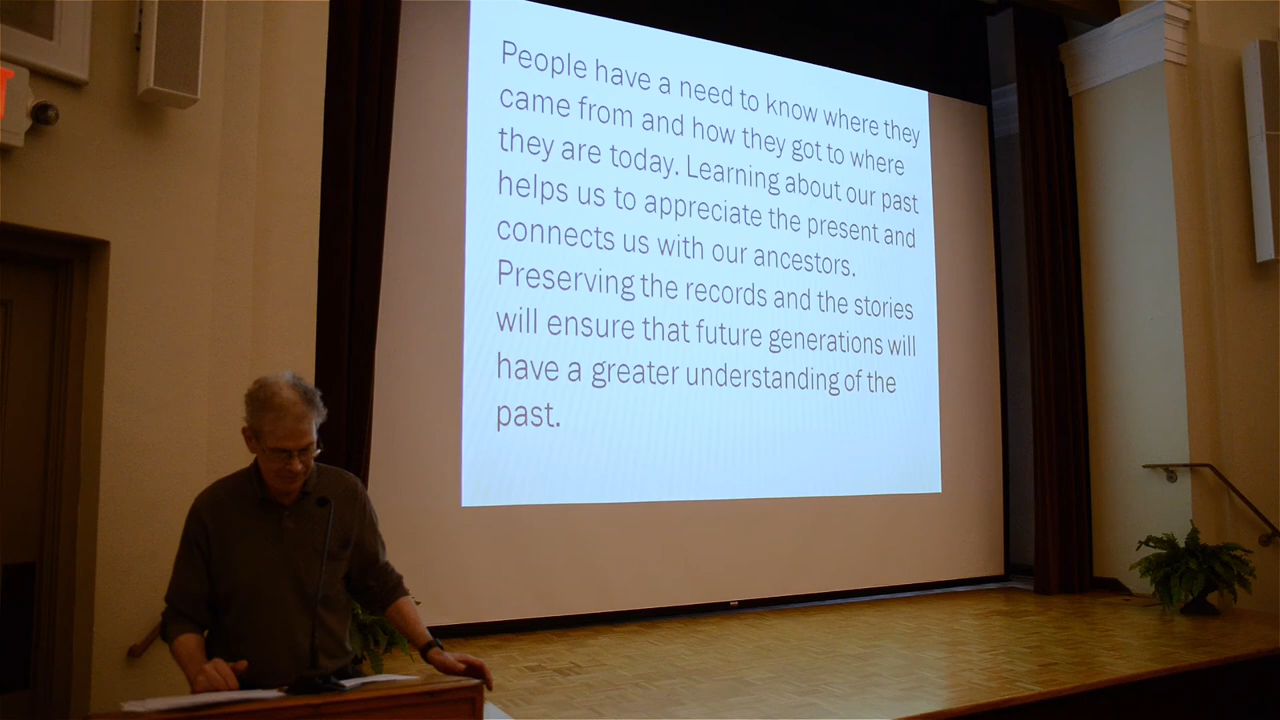 People have a need to know where they
came from and how they got to where
they are today. Learning about our past
helps us to appreciate the present and
connects us with our ancestors.
Preserving the records and the stories
will ensure that future generations will
have a greater understanding of the
past.